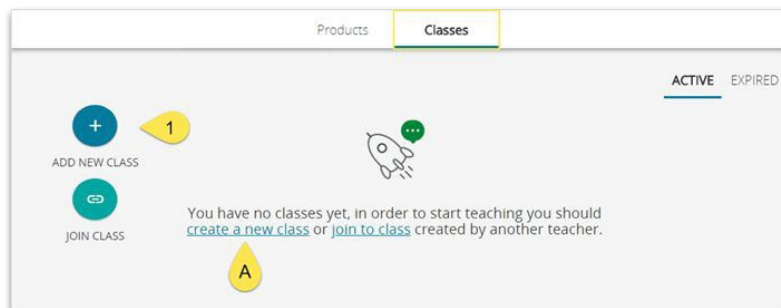 Products Classes
ACTIVE EXPIRED
1
ADD NEW CLASS
JOIN CLASS
You have no classes yet, in order to start teaching you should
create a new class or join to class created by another teacher.
A